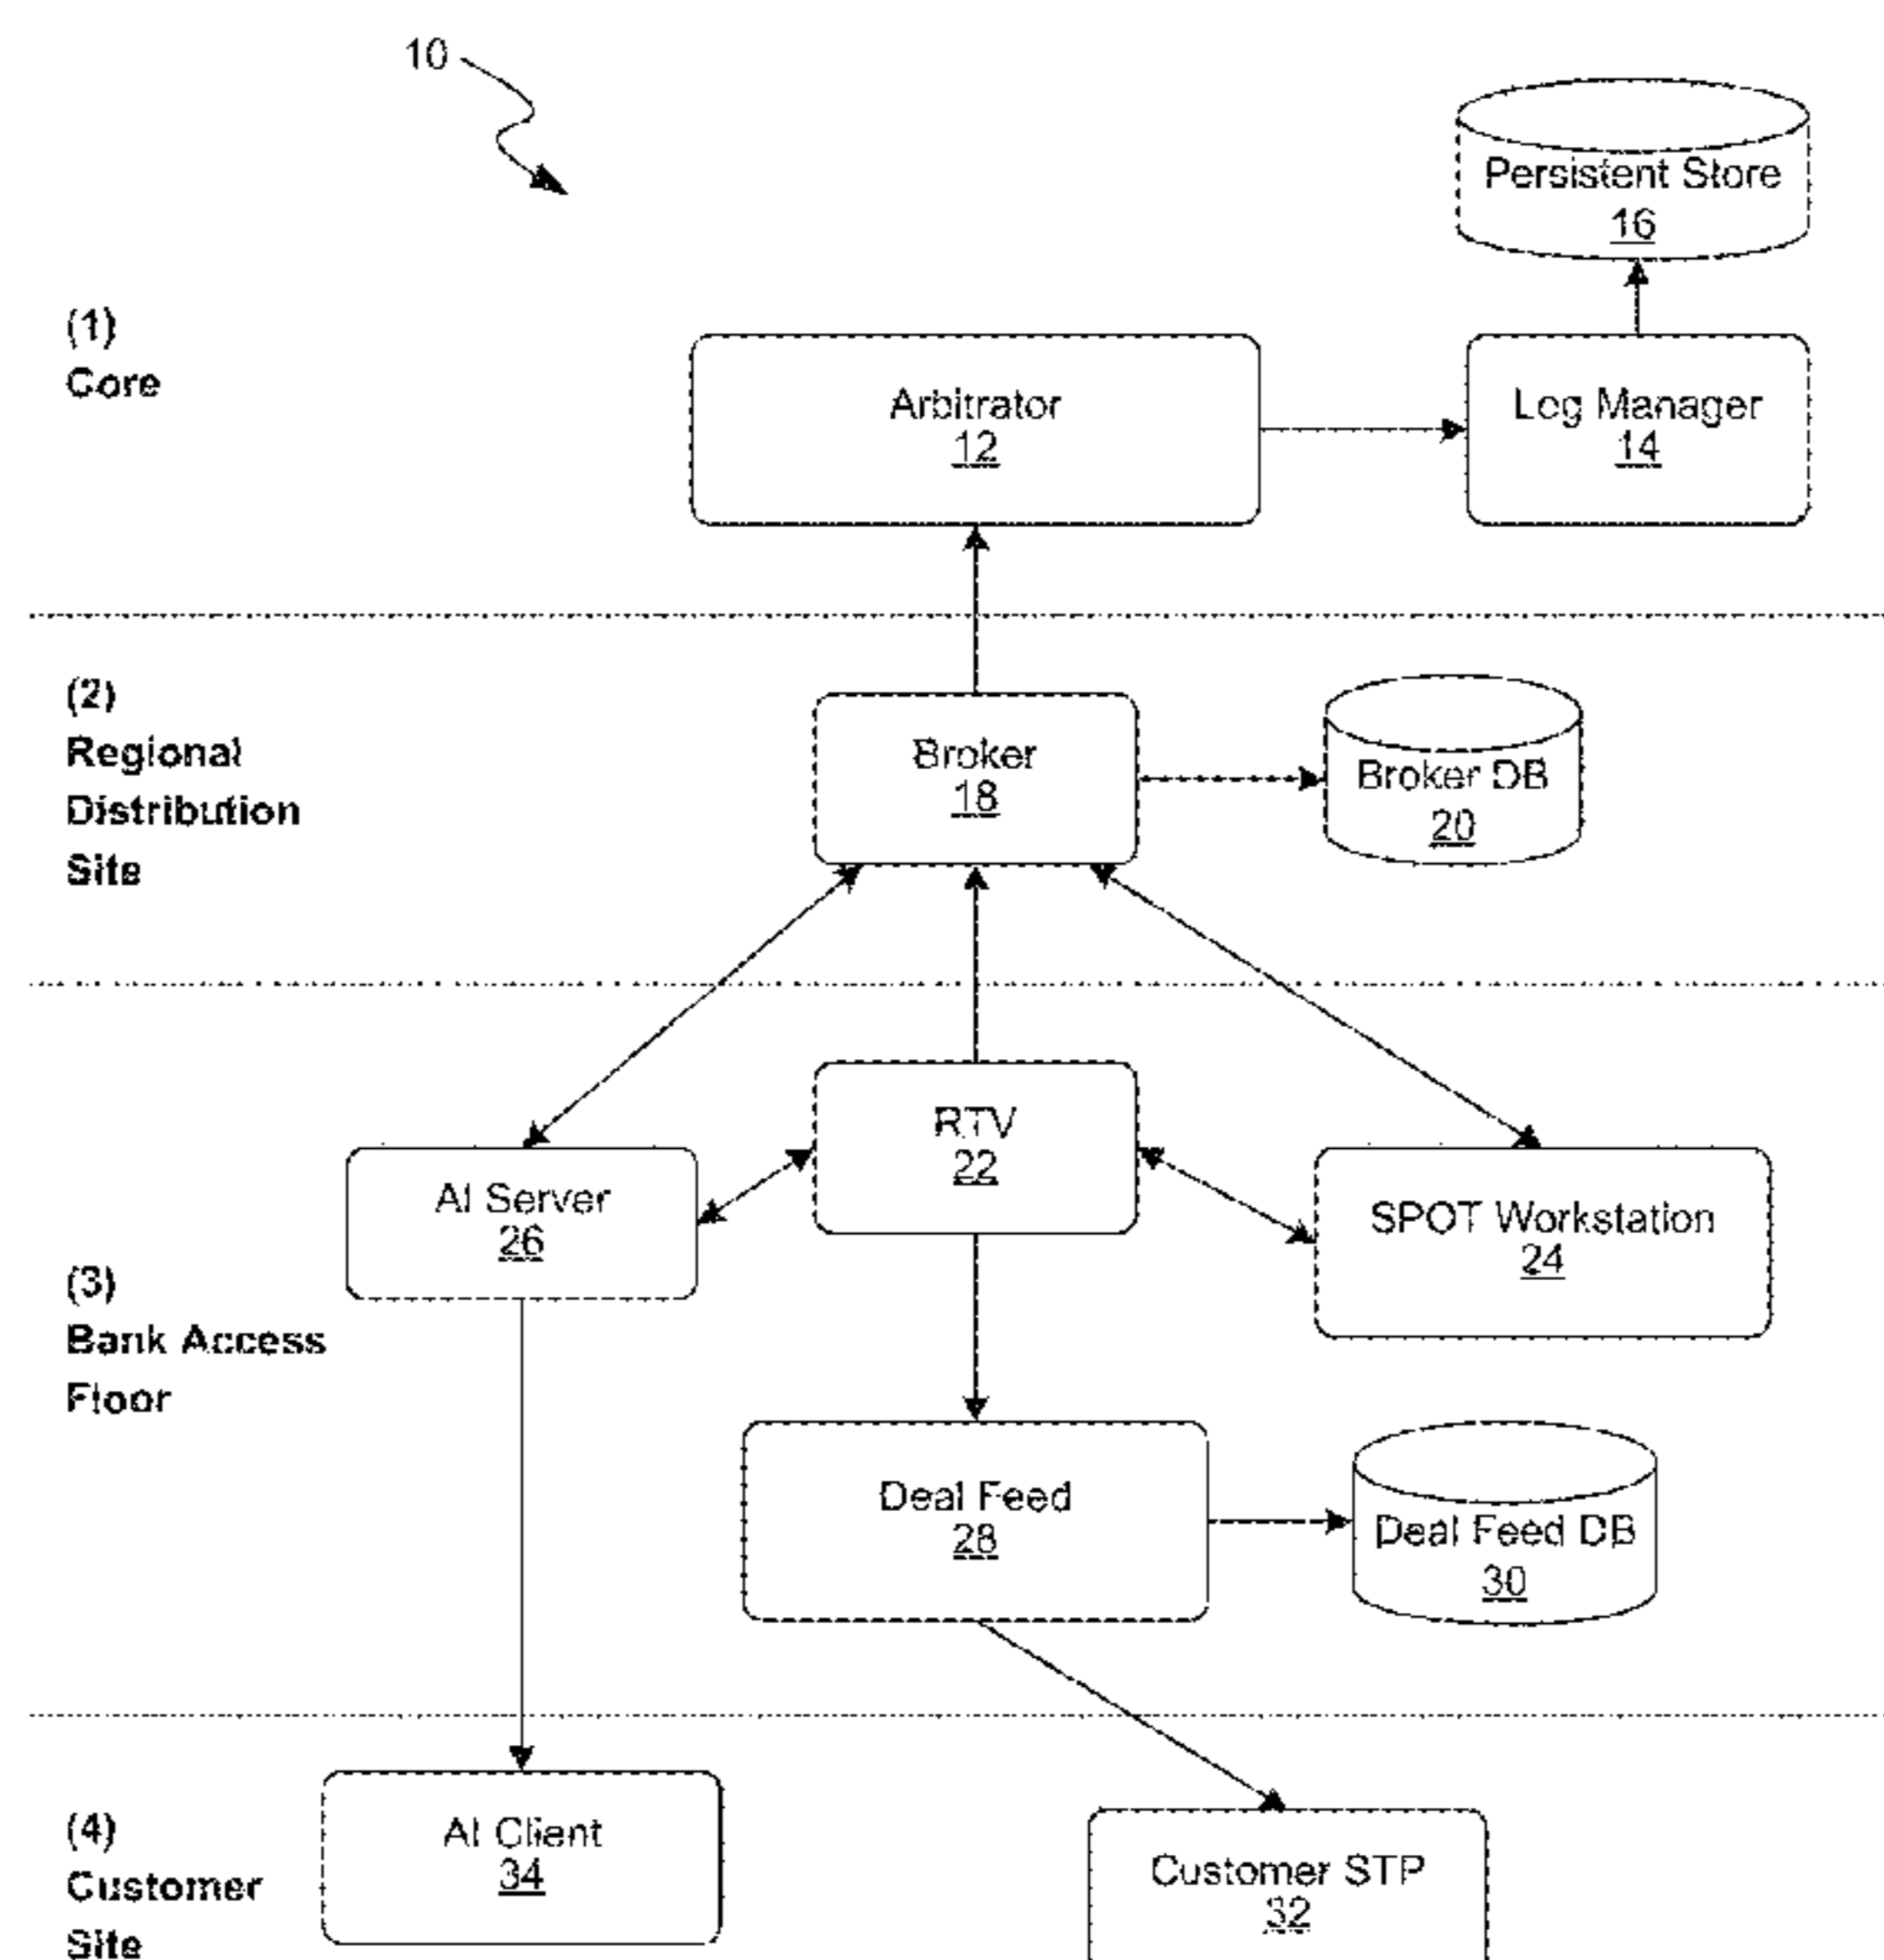 10
Persistent Store
16
(1)
Core
Arbitrator
12
Log Manager
14
(2)
Regional
Distribution
Site
Broker
18
Broker DB
20
RTV
22
AI Server
26
SPOT Workstation
24
(3)
Bank Access
Floor
Deal Feed
28
Deal Feed DB
30
(4)
Customer
Site
AI Client
34
Customer STP
32